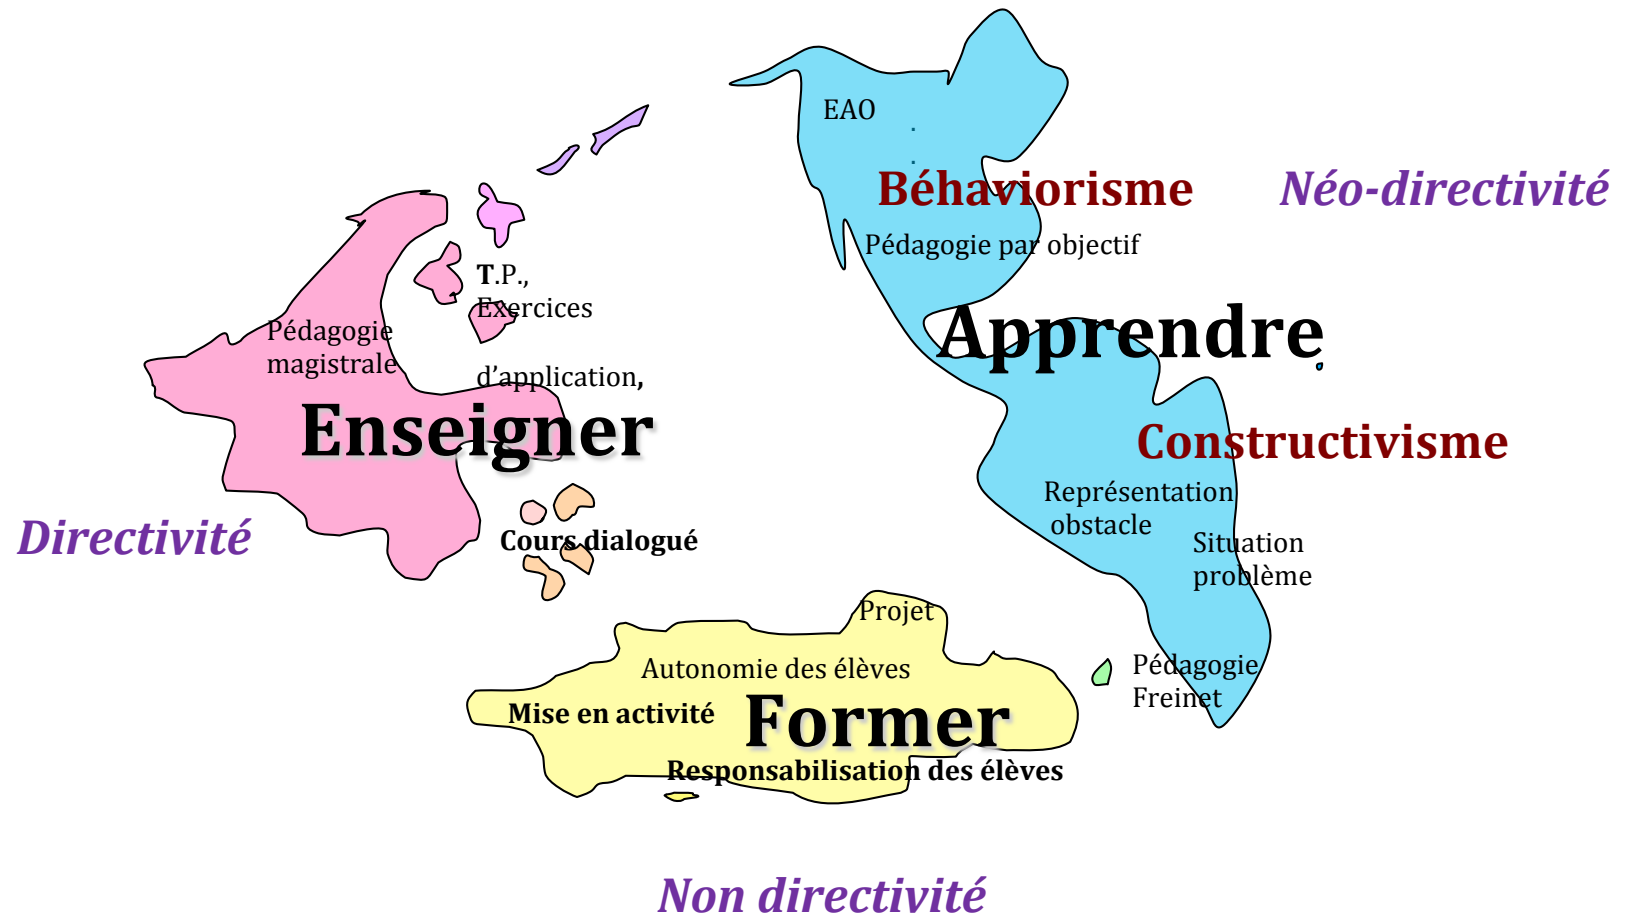 EAO
.
.
Béhaviorisme
Néo-directivité
Pédagogie par objectif
T.P.,
Exercices
d’application,
Pédagogie
magistrale
Apprendre
Enseigner
Constructivisme
Représentation
obstacle
Situation
problème
Directivité
Cours dialogué
Projet
Autonomie des élèves
Mise en activité
Former
Responsabilisation des élèves
Pédagogie
Freinet
Non directivité